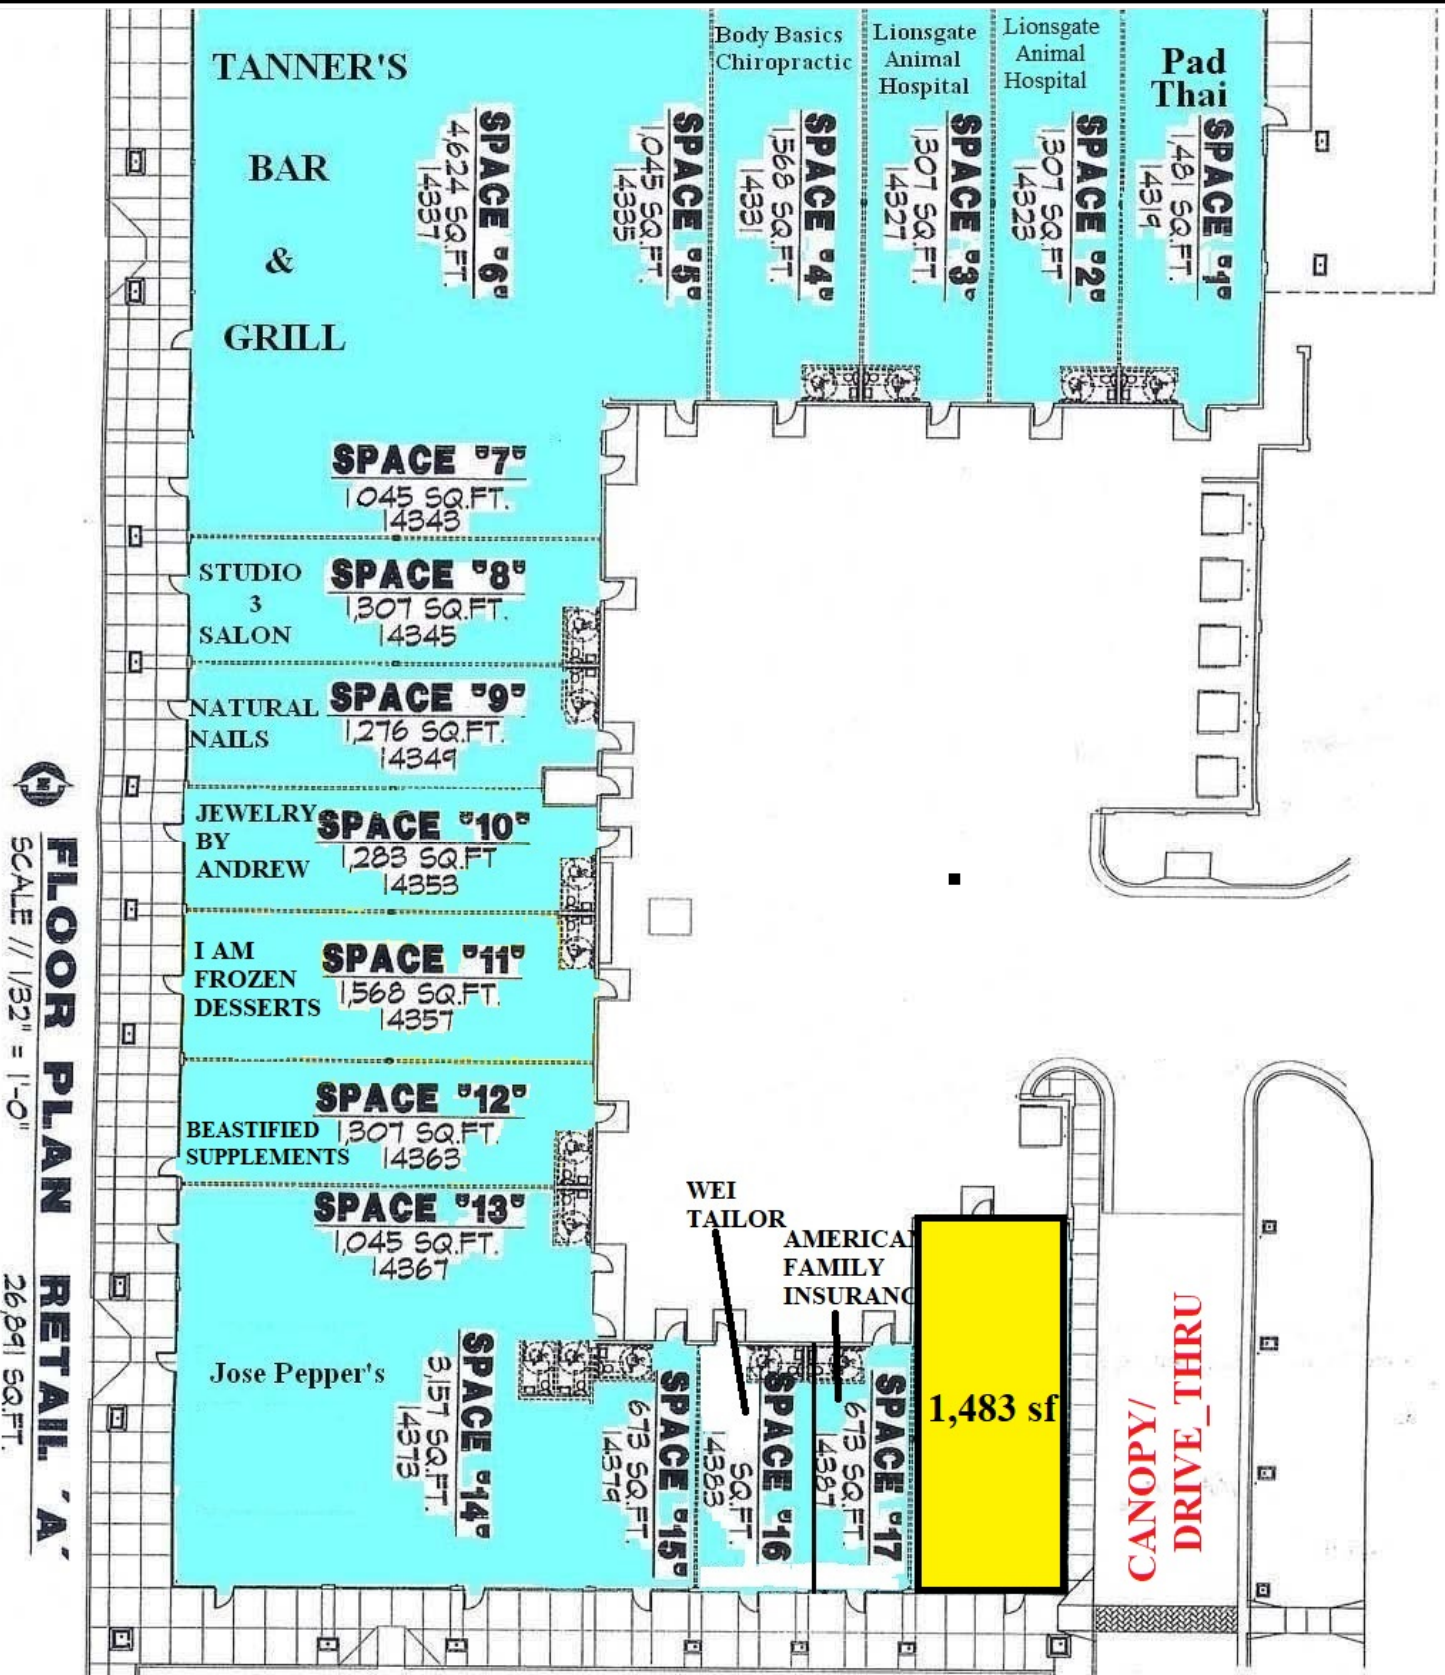 TANNER'S
BAR
&
GRILL
SPACE "6"
4,624 SQ.FT.
14337
SPACE "5"
1,045 SQ.FT.
14335
Body Basics
Chiropractic
SPACE "4"
1,568 SQ.FT.
14331
Lionsgate
Animal
Hospital
SPACE "3"
1,307 SQ.FT.
14327
Lionsgate
Animal
Hospital
SPACE "2"
1,307 SQ.FT.
14323
Pad
Thai
SPACE "1"
1,481 SQ.FT.
14319
SPACE "7"
1,045 SQ.FT.
14343
STUDIO
3
SALON
SPACE "8"
1,307 SQ.FT.
14345
NATURAL
NAILS
SPACE "9"
1,276 SQ.FT.
14349
JEWELRY
BY
ANDREW
SPACE "10"
1,283 SQ.FT
14353
I AM
FROZEN
DESSERTS
SPACE "11"
1,568 SQ.FT.
14357
BEASTIFIED
SUPPLEMENTS
SPACE "12"
1,307 SQ.FT.
14363
SPACE "13"
1,045 SQ.FT.
14367
Jose Pepper's
SPACE "14"
3,157 SQ.FT.
14373
SPACE "15"
673 SQ.FT.
14379
WEI
TAILOR
SPACE "16
SQ.FT.
14383
AMERICAN
FAMILY
INSURANC
SPACE "17
673 SQ.FT.
14387
1,483 sf
CANOPY/
DRIVE_THRU
FLOOR PLAN RETAIL "A"
SCALE // 1/32" = 1'-0"
26,891 SQ.FT.